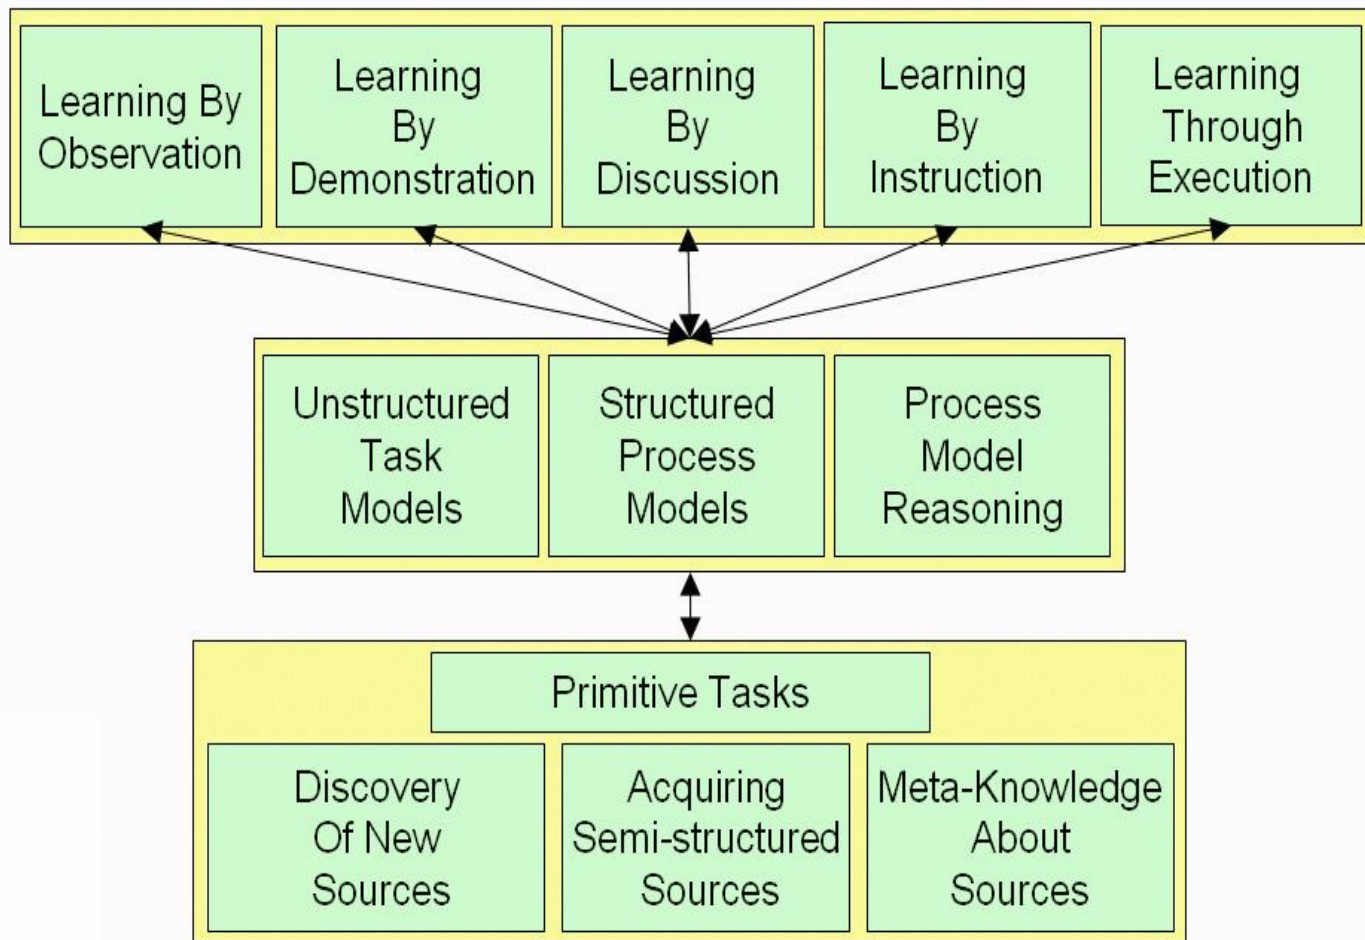 Learning By
Observation
Learning
By
Demonstration
Learning
By
Discussion
Learning
By
Instruction
Learning
Through
Execution
Unstructured
Task
Models
Structured
Process
Models
Process
Model
Reasoning
Primitive Tasks
Discovery
Of New
Sources
Acquiring
Semi-structured
Sources
Meta-Knowledge
About
Sources